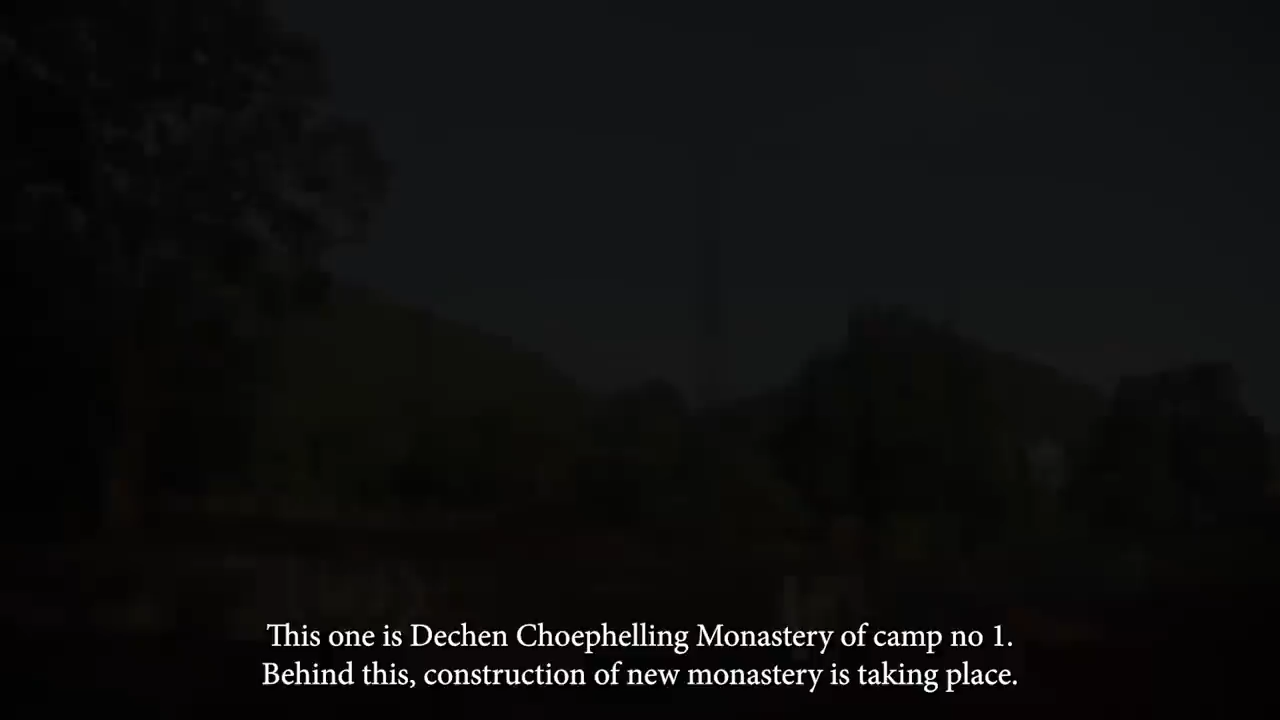 This one is Dechen Choephelling Monastery of camp no 1.
Behind this, construction of new monastery is taking place.